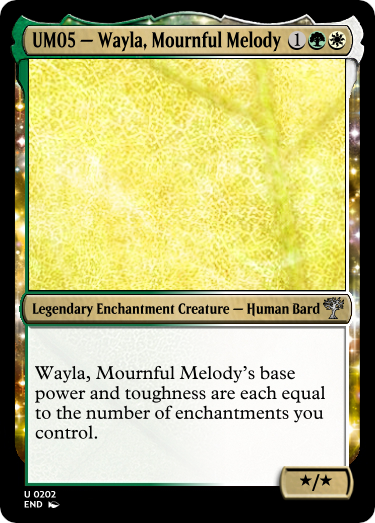 UM05 — Wayla, Mournful Melody 1
Legendary Enchantment Creature — Human Bard
Wayla, Mournful Melody's base
power and toughness are each equal
to the number of enchantments you
control.
★/★
U 0202
END